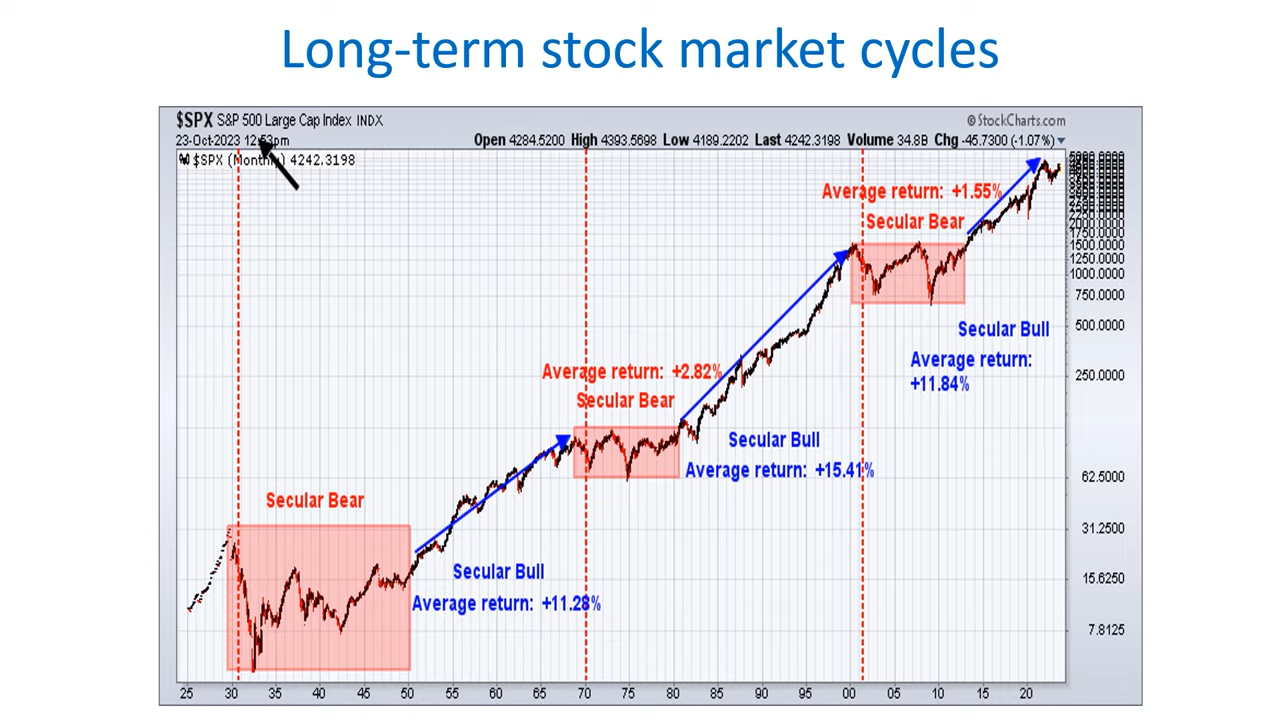 Long-term stock market cycles
$SPX S&P 500 Large Cap Index INDX
© StockCharts.com
23-Oct-2023 12:53pm
Open 4284.5200 High 4393.5698 Low 4189.2202 Last 4242.3198 Volume 34.8B Chg -45.7300 (-1.07%)
$SPX (Monthly) 4242.3198
Average return: +1.55%
Secular Bear
2000.0000
1750.0000
1500.0000
1250.0000
1000.0000
750.0000
500.0000
250.0000
62.5000
31.2500
15.6250
7.8125
Secular Bull
Average return:
+11.84%
Average return: +2.82%
Secular Bear
Secular Bull
Average return: +15.41%
Secular Bear
Secular Bull
Average return: +11.28%
25 30 35 40 45 50 55 60 65 70 75 80 85 90 95 00 05 10 15 20